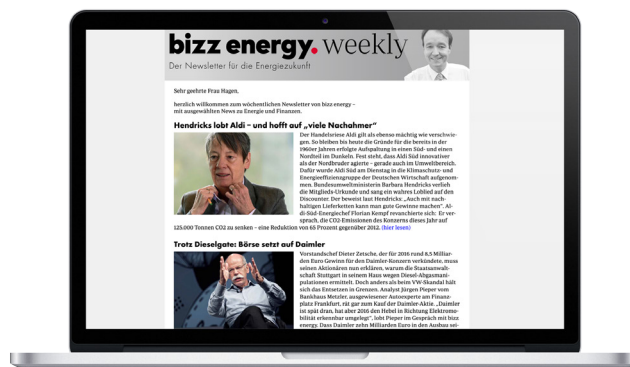 bizz energy. weekly
Der Newsletter für die Energiezukunft
Sehr geehrte Frau Hagen,
herzlich willkommen zum wöchentlichen Newsletter von bizz energy –
mit ausgewählten News zu Energie und Finanzen.
Hendricks lobt Aldi – und hofft auf „viele Nachahmer“
Der Handelsriese Aldi gilt als ebenso mächtig wie verschwie-
gen. So bleiben bis heute die Gründe für die bereits in der
1960er Jahren erfolgte Aufspaltung in einen Süd- und einen
Nordteil im Dunkeln. Fest steht, dass Aldi Süd innovativer
als der Nordbruder agierte – gerade auch im Umweltbereich.
Dafür wurde Aldi Süd am Dienstag in die Klimaschutz- und
Energieeffizienzgruppe der Deutschen Wirtschaft aufgenom-
men. Bundesumweltministerin Barbara Hendricks verlieh
die Mitglieds-Urkunde und sang ein wahres Loblied auf den
Discounter. Der beweist laut Hendricks: „Auch mit nach-
haltigen Lieferketten kann man gute Gewinne machen“. Al-
di-Süd-Energiechef Florian Kempf revanchierte sich: Er ver-
sprach, die CO2-Emissionen des Konzerns dieses Jahr auf
125.000 Tonnen CO2 zu senken – eine Reduktion von 65 Prozent gegenüber 2012. (hier lesen)
Trotz Dieselgate: Börse setzt auf Daimler
Vorstandschef Dieter Zetsche, der für 2016 rund 8,5 Milliar-
den Euro Gewinn für den Daimler-Konzern verkündete, muss
seinen Aktionären nun erklären, warum die Staatsanwalt-
schaft Stuttgart in seinem Haus wegen Diesel-Abgasmani-
pulationen ermittelt. Doch anders als beim VW-Skandal hält
sich das Entsetzen in Grenzen. Analyst Jürgen Pieper vom
Bankhaus Metzler, ausgewiesener Autoexperte am Finanz-
platz Frankfurt, rät gar zum Kauf der Daimler-Aktie. „Daimler
ist spät dran, hat aber 2016 den Hebel in Richtung Elektromo-
bilität erkennbar umgelegt“, lobt Pieper im Gespräch mit bizz
energy. Dass Daimler zehn Milliarden Euro in den Ausbau sei-